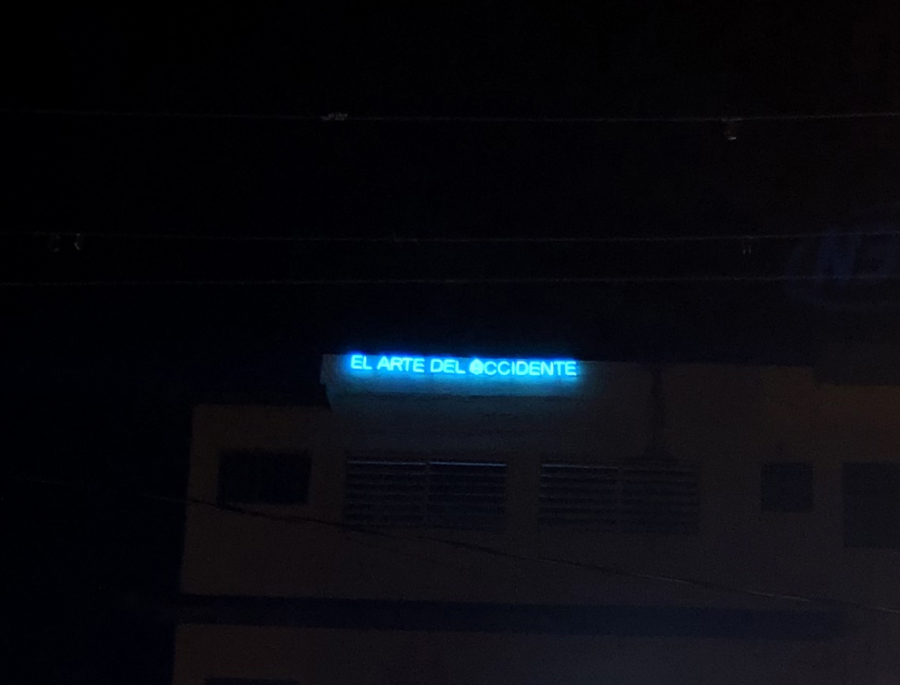 EL ARTE DEL OCCIDENTE